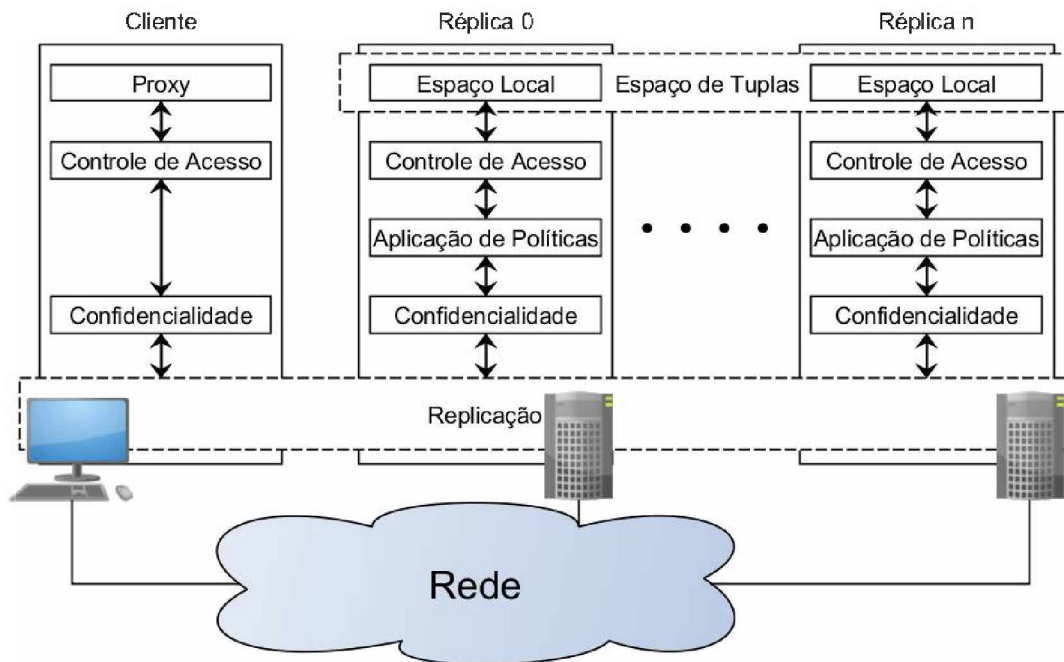 Cliente
Réplica 0
Réplica n
Proxy
Espaço Local
Espaço de Tuplas
Espaço Local
Controle de Acesso
Controle de Acesso
Controle de Acesso
Aplicação de Políticas
Aplicação de Políticas
Confidencialidade
Confidencialidade
Confidencialidade
Replicação
Rede